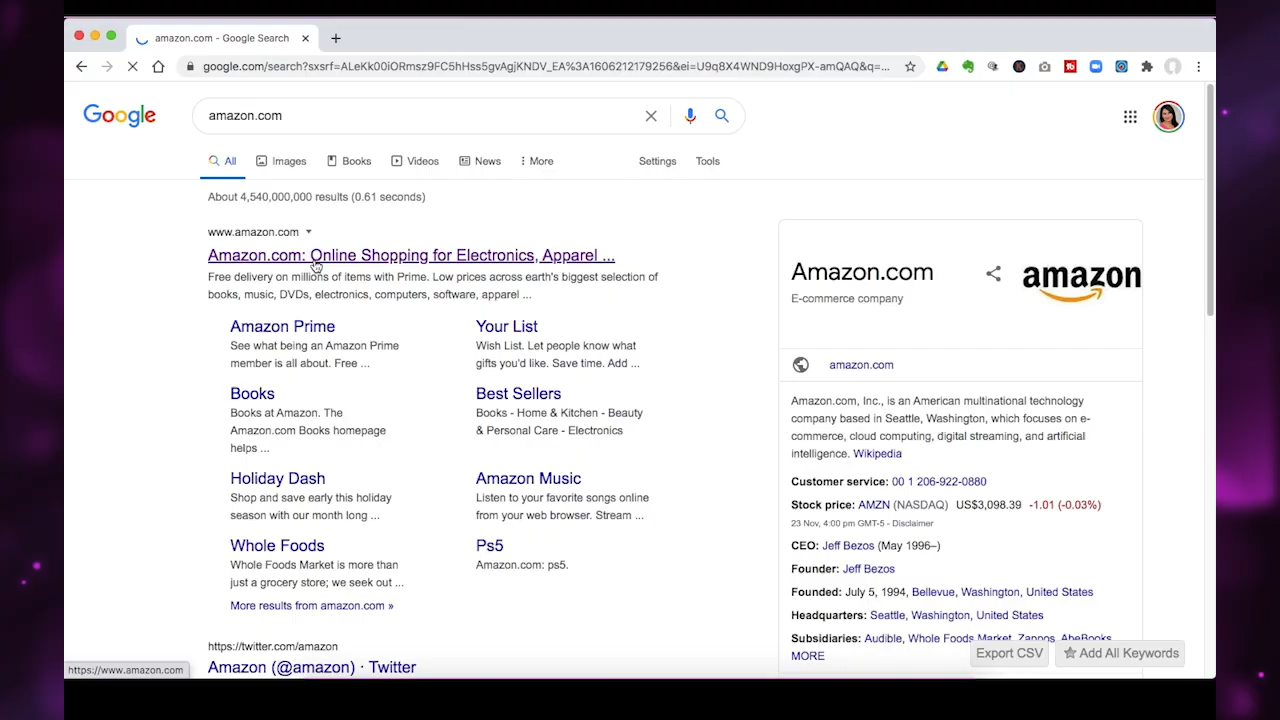 amazon.com - Google Search
google.com/search?sxsrf=ALeKk00iORmsz9FC5hHss5gvAgjKNDV_EA%3A1606212179256&ei=U9q8X4WND9HoxgPX-amQAQ&q=...
Google
amazon.com
All
Images
Books
Videos
News
More
Settings
Tools
About 4,540,000,000 results (0.61 seconds)
www.amazon.com
Amazon.com: Online Shopping for Electronics, Apparel ...
Free delivery on millions of items with Prime. Low prices across earth's biggest selection of
books, music, DVDs, electronics, computers, software, apparel ...
Amazon Prime
See what being an Amazon Prime
member is all about. Free ...
Your List
Wish List. Let people know what
gifts you'd like. Save time. Add ...
Books
Books at Amazon. The
Amazon.com Books homepage
helps ...
Best Sellers
Books - Home & Kitchen - Beauty
& Personal Care - Electronics
Holiday Dash
Shop and save early this holiday
season with our month long ...
Amazon Music
Listen to your favorite songs online
from your web browser. Stream ...
Whole Foods
Whole Foods Market is more than
just a grocery store; we seek out ...
Ps5
Amazon.com: ps5.
More results from amazon.com »
https://twitter.com/amazon
Amazon (@amazon) · Twitter
https://www.amazon.com
Amazon.com
E-commerce company
amazon
amazon.com
Amazon.com, Inc., is an American multinational technology
company based in Seattle, Washington, which focuses on e-
commerce, cloud computing, digital streaming, and artificial
intelligence. Wikipedia
Customer service: 00 1 206-922-0880
Stock price: AMZN (NASDAQ) US$3,098.39 -1.01 (-0.03%)
23 Nov, 4:00 pm GMT-5 - Disclaimer
CEO: Jeff Bezos (May 1996–)
Founder: Jeff Bezos
Founded: July 5, 1994, Bellevue, Washington, United States
Headquarters: Seattle, Washington, United States
Subsidiaries: Audible, Whole Foods Market, Zappos, AbeBooks
MORE
Export CSV
Add All Keywords